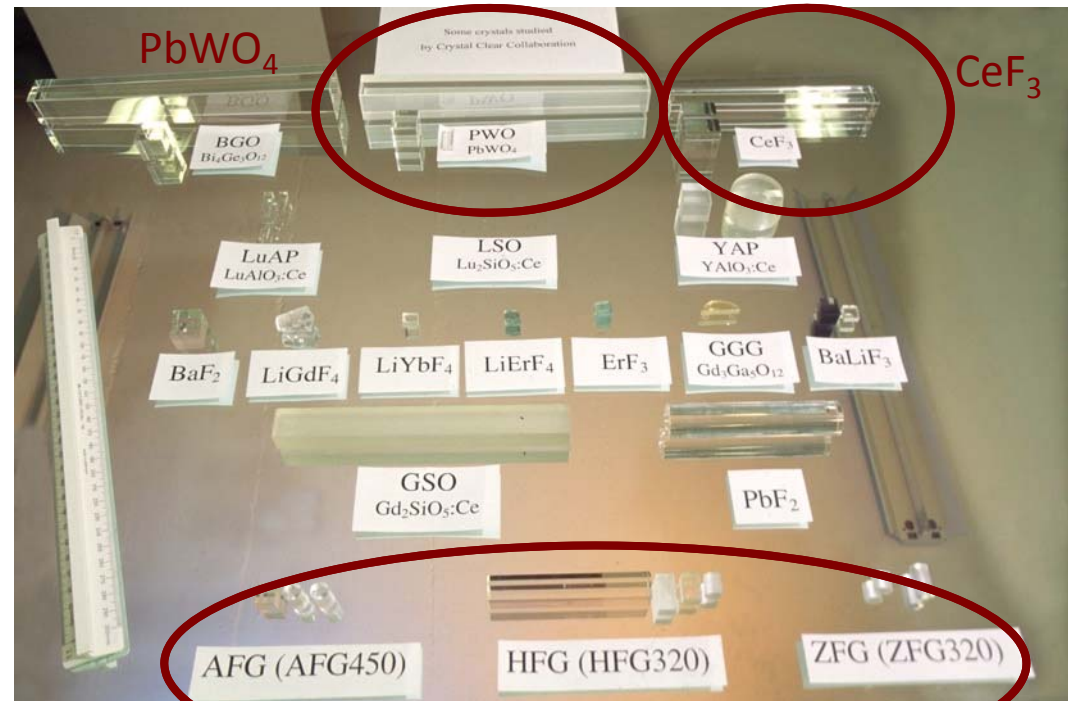 Some crystals studied
by Crystal Clear Collaboration
PbWO₄
CeF₃
BGO
Bi₄Ge₃O₁₂
PWO
PbWO₄
CeF₃
LuAP
LuAlO₃:Ce
LSO
Lu₂SiO₅:Ce
YAP
YAlO₃:Ce
BaF₂
LiGdF₄
LiYbF₄
LiErF₄
ErF₃
GGG
Gd₃Ga₅O₁₂
BaLiF₃
GSO
Gd₂SiO₅:Ce
PbF₂
AFG (AFG450)
HFG (HFG320)
ZFG (ZFG320)